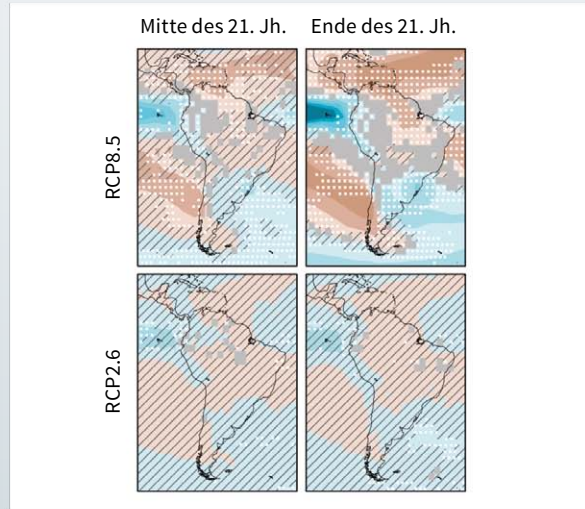 Mitte des 21. Jh.
Ende des 21. Jh.
RCP8.5
RCP2.6